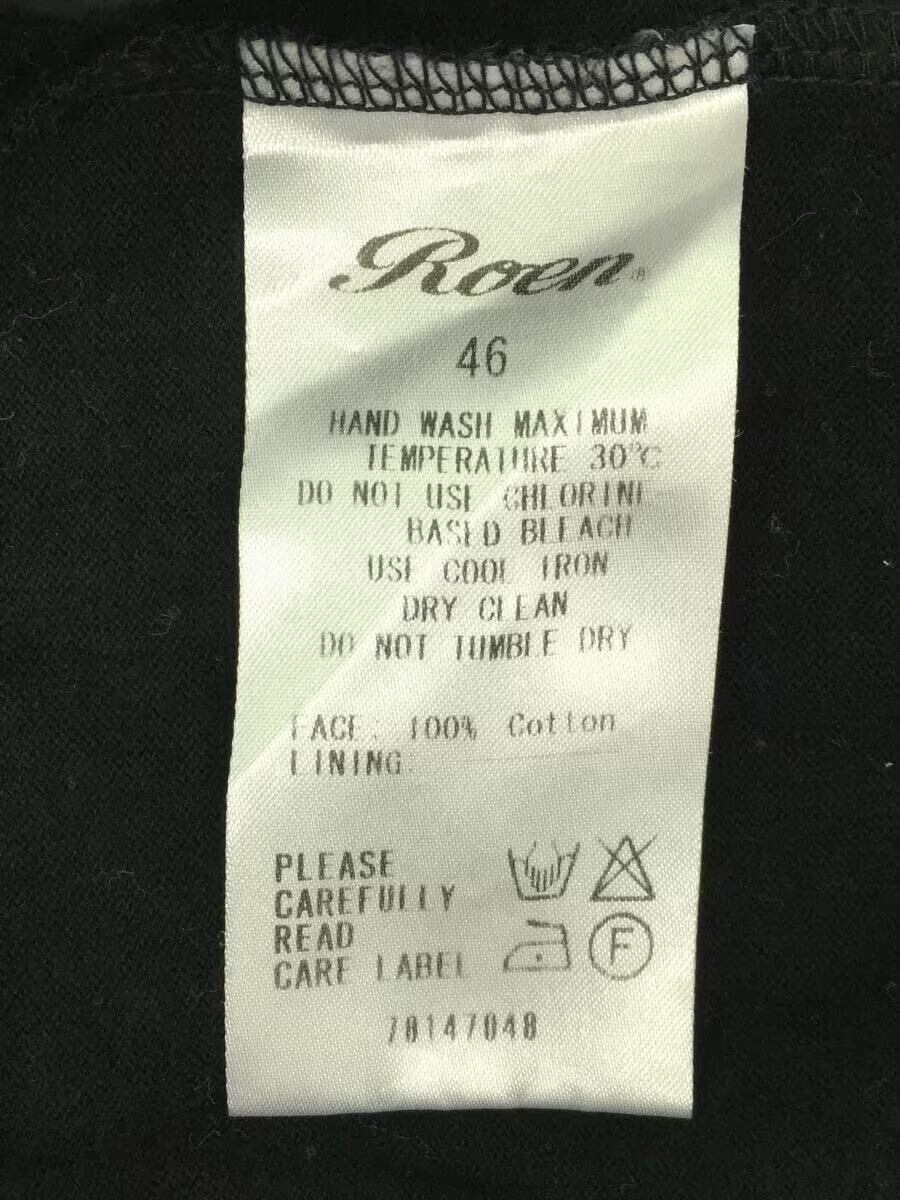 Roen®
46
HAND WASH MAXIMUM
TEMPERATURE 30℃
DO NOT USE CHLORINE
BASED BLEACH
USE COOL IRON
DRY CLEAN
DO NOT TUMBLE DRY
FACE: 100% Cotton
LINING:
PLEASE
CAREFULLY
READ
CARE LABEL
F
78147048